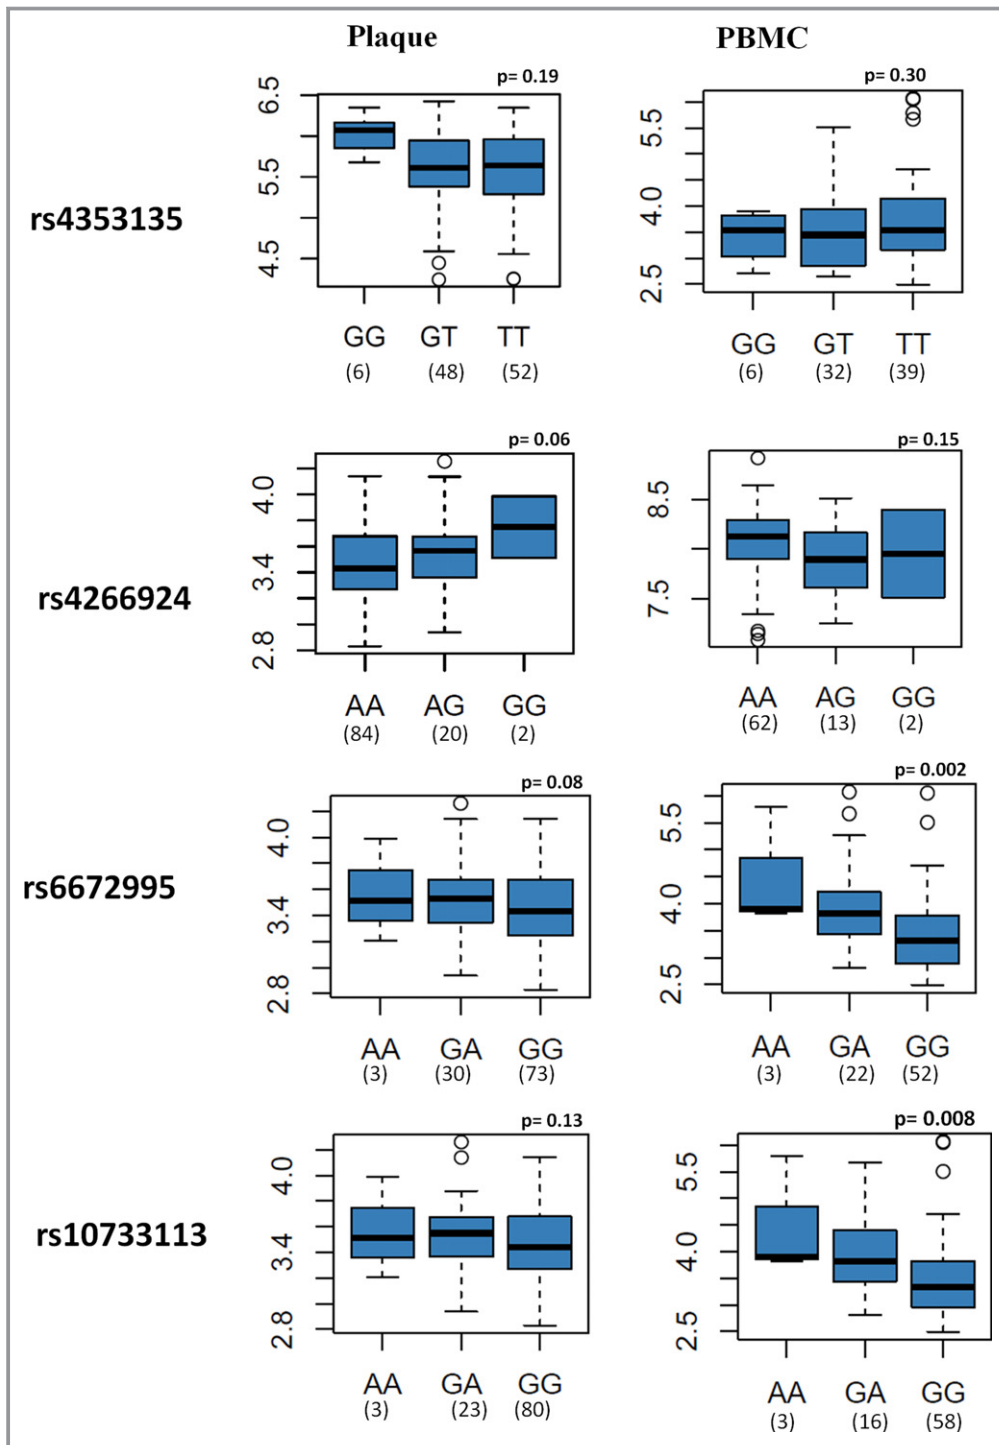 Plaque PBMC
rs4353135
p= 0.19
6.5
5.5
4.5
GG GT TT
(6) (48) (52)
p= 0.30
5.5
4.0
2.5
GG GT TT
(6) (32) (39)
rs4266924
p= 0.06
4.0
3.4
2.8
AA AG GG
(84) (20) (2)
p= 0.15
8.5
7.5
AA AG GG
(62) (13) (2)
rs6672995
p= 0.08
4.0
3.4
2.8
AA GA GG
(3) (30) (73)
p= 0.002
5.5
4.0
2.5
AA GA GG
(3) (22) (52)
rs10733113
p= 0.13
4.0
3.4
2.8
AA GA GG
(3) (23) (80)
p= 0.008
5.5
4.0
2.5
AA GA GG
(3) (16) (58)